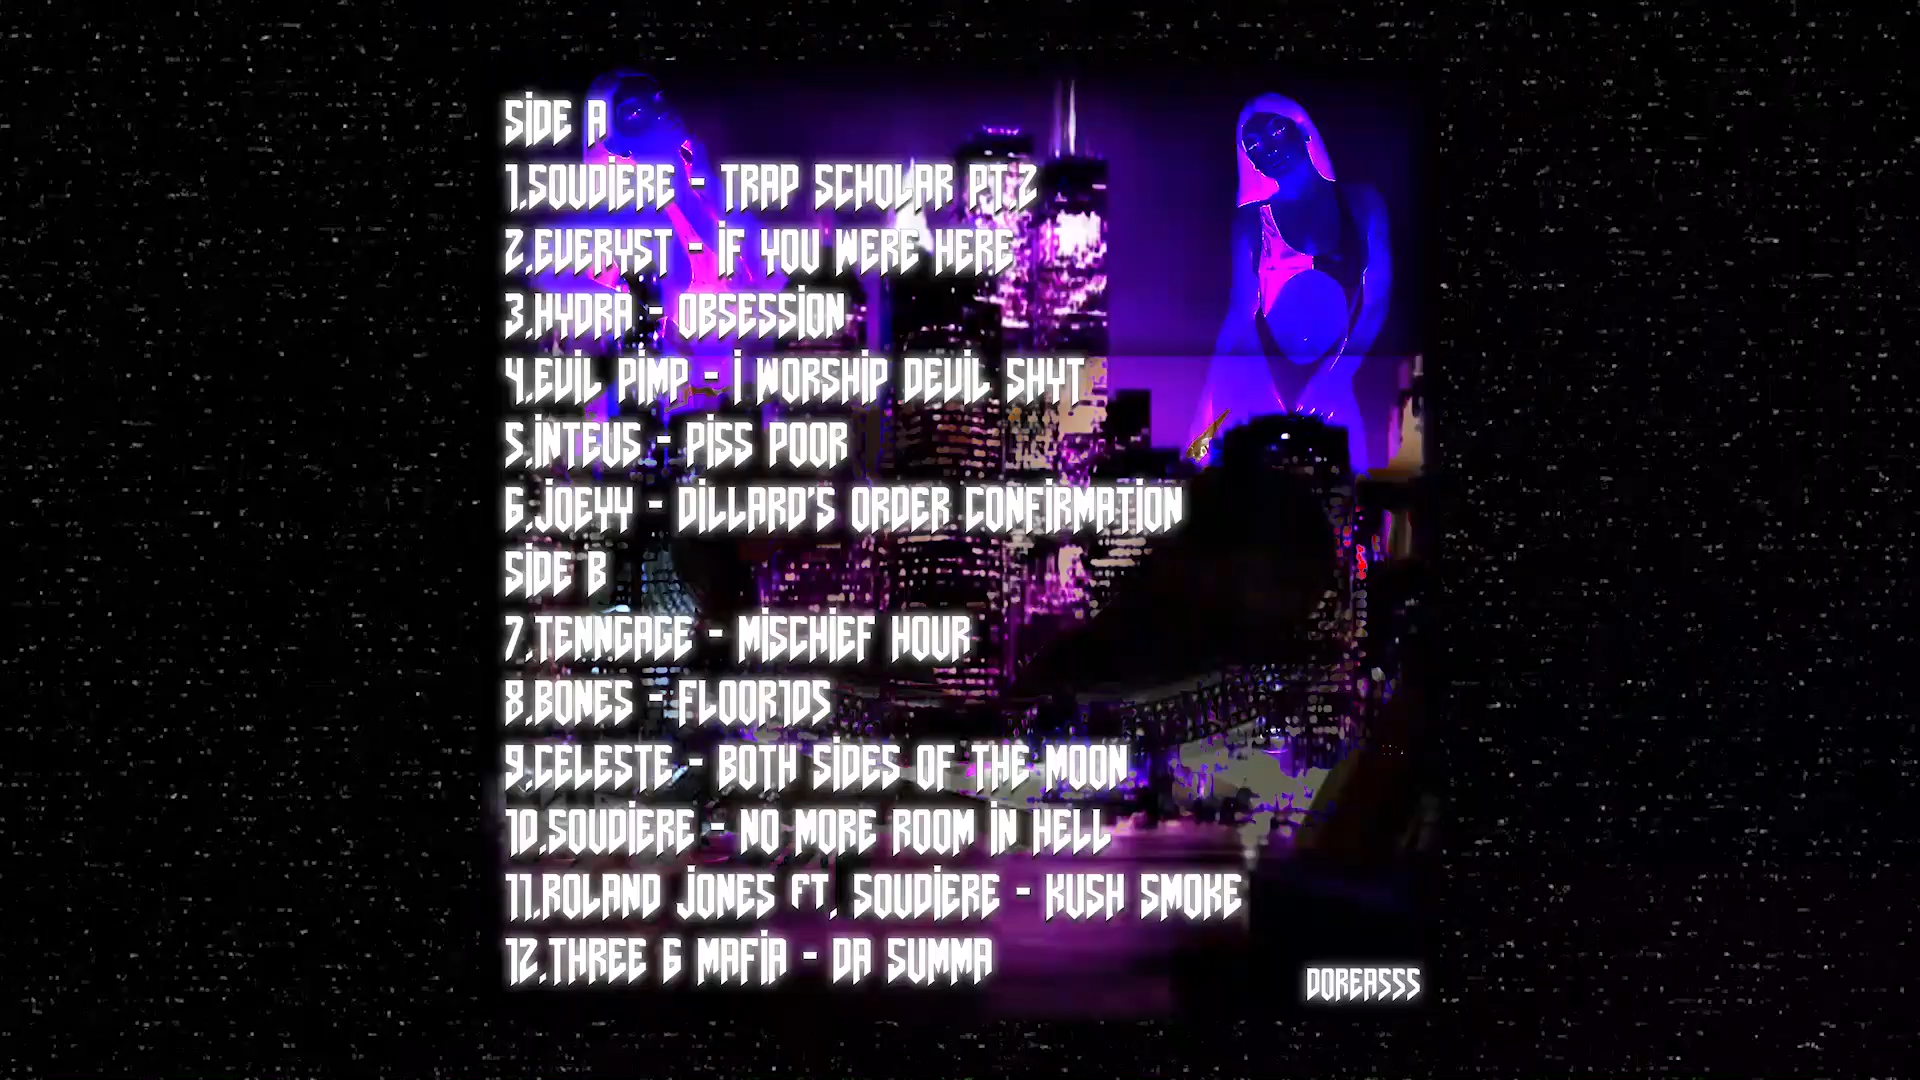 SIDE A
1.SOUDIERE - TRAP SCHOLAR PT.2
2.EVERYST - IF YOU WERE HERE
3.HYDRA - OBSESSION
4.EVIL PIMP - I WORSHIP DEVIL SHYT
5.INTEUS - PISS POOR
6.JOEYY - DILLARD'S ORDER CONFIRMATION
SIDE B
7.TENNGAGE - MISCHIEF HOUR
8.BONES - FLOOR1DS
9.CELESTE - BOTH SIDES OF THE MOON
10.SOUDIERE - NO MORE ROOM IN HELL
11.ROLAND JONES FT. SOUDIERE - KUSH SMOKE
12.THREE 6 MAFIA - DA SUMMA
DOREASSS